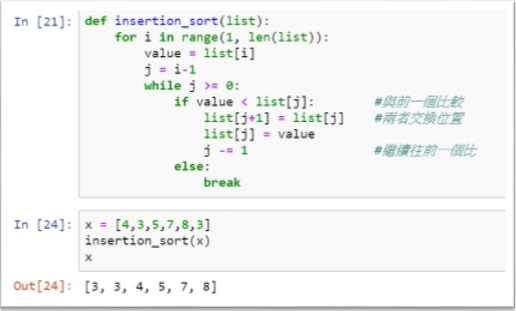 In [21]: def insertion_sort(list):
    for i in range(1, len(list)):
        value = list[i]
        j = i-1
        while j >= 0:
            if value < list[j]:        #與前一個比較
                list[j+1] = list[j]    #兩者交換位置
                list[j] = value
                j -= 1                 #繼續往前一個比
            else:
                break
In [24]: x = [4,3,5,7,8,3]
insertion_sort(x)
x
Out[24]: [3, 3, 4, 5, 7, 8]